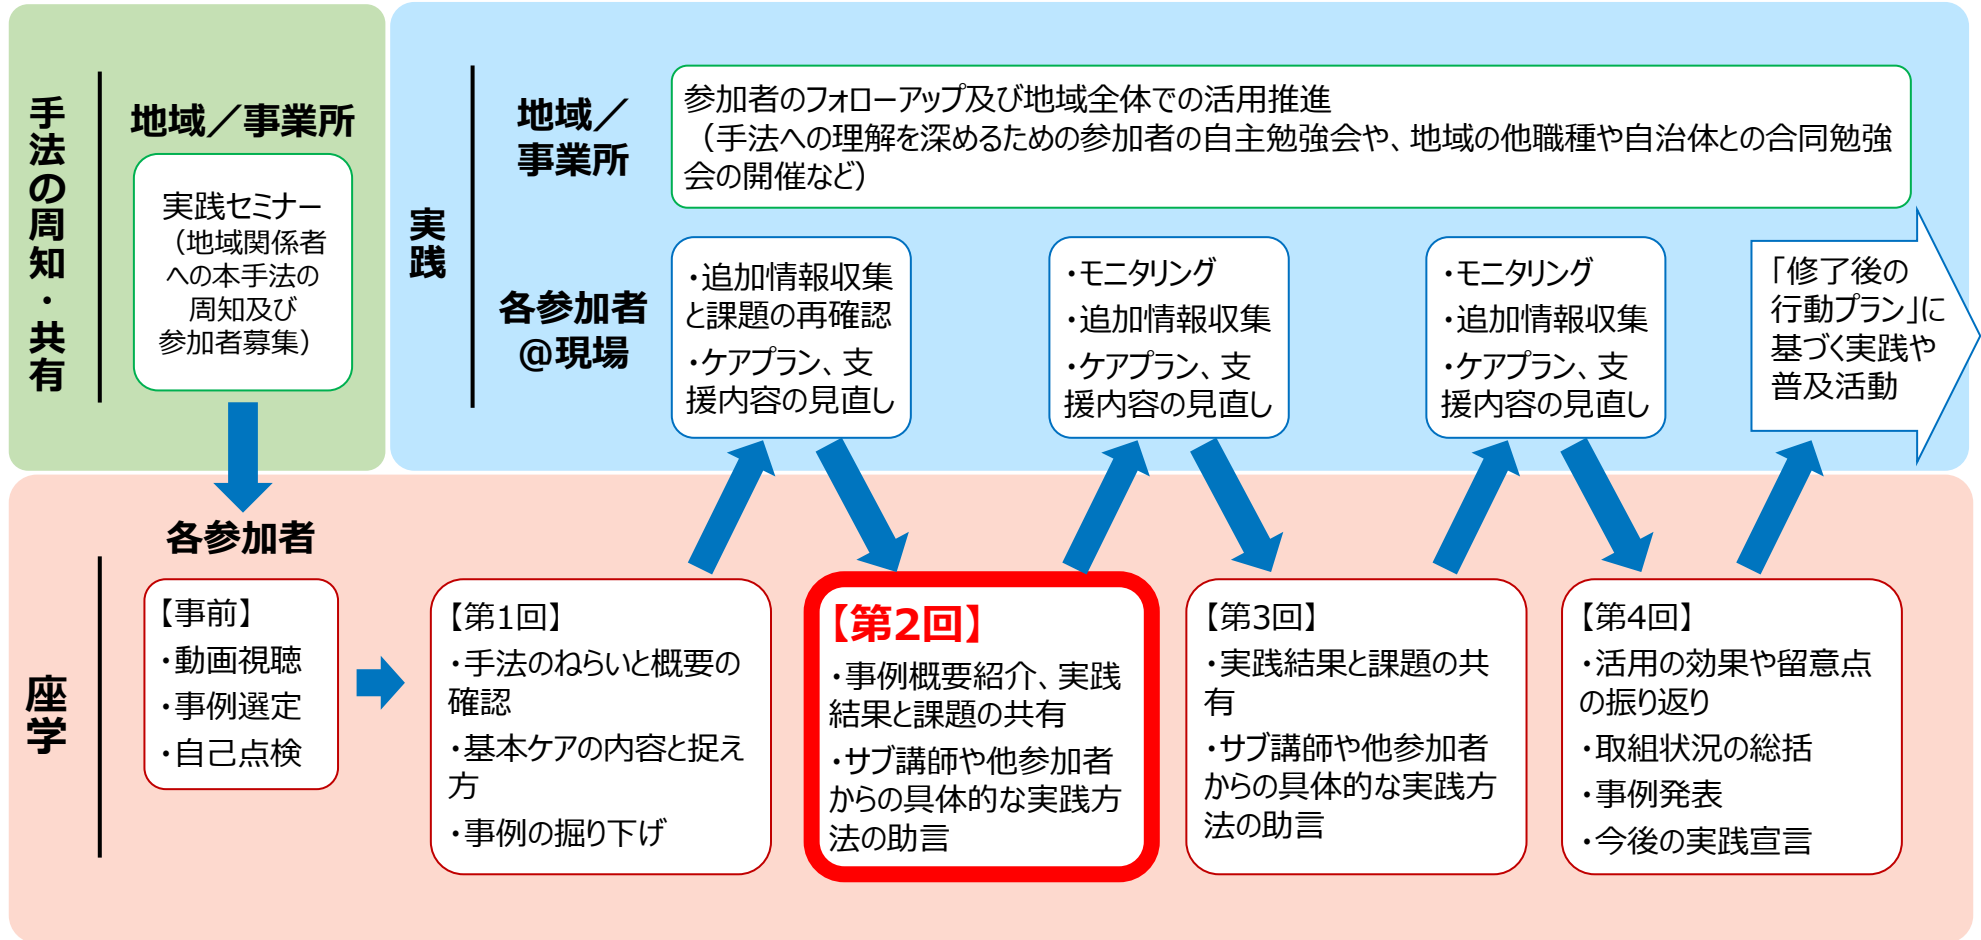 手法の周知・共有
地域／事業所
実践セミナー
（地域関係者
への本手法の
周知及び
参加者募集）
実践
地域／
事業所
参加者のフォローアップ及び地域全体での活用推進
（手法への理解を深めるための参加者の自主勉強会や、地域の他職種や自治体との合同勉強
会の開催など）
各参加者
@現場
・追加情報収集
と課題の再確認
・ケアプラン、支
援内容の見直し
・モニタリング
・追加情報収集
・ケアプラン、支
援内容の見直し
・モニタリング
・追加情報収集
・ケアプラン、支
援内容の見直し
「修了後の
行動プラン」に
基づく実践や
普及活動
座学
各参加者
【事前】
・動画視聴
・事例選定
・自己点検
【第1回】
・手法のねらいと概要の
確認
・基本ケアの内容と捉え
方
・事例の掘り下げ
【第2回】
・事例概要紹介、実践
結果と課題の共有
・サブ講師や他参加者
からの具体的な実践方
法の助言
【第3回】
・実践結果と課題の共
有
・サブ講師や他参加者
からの具体的な実践方
法の助言
【第4回】
・活用の効果や留意点
の振り返り
・取組状況の総括
・事例発表
・今後の実践宣言